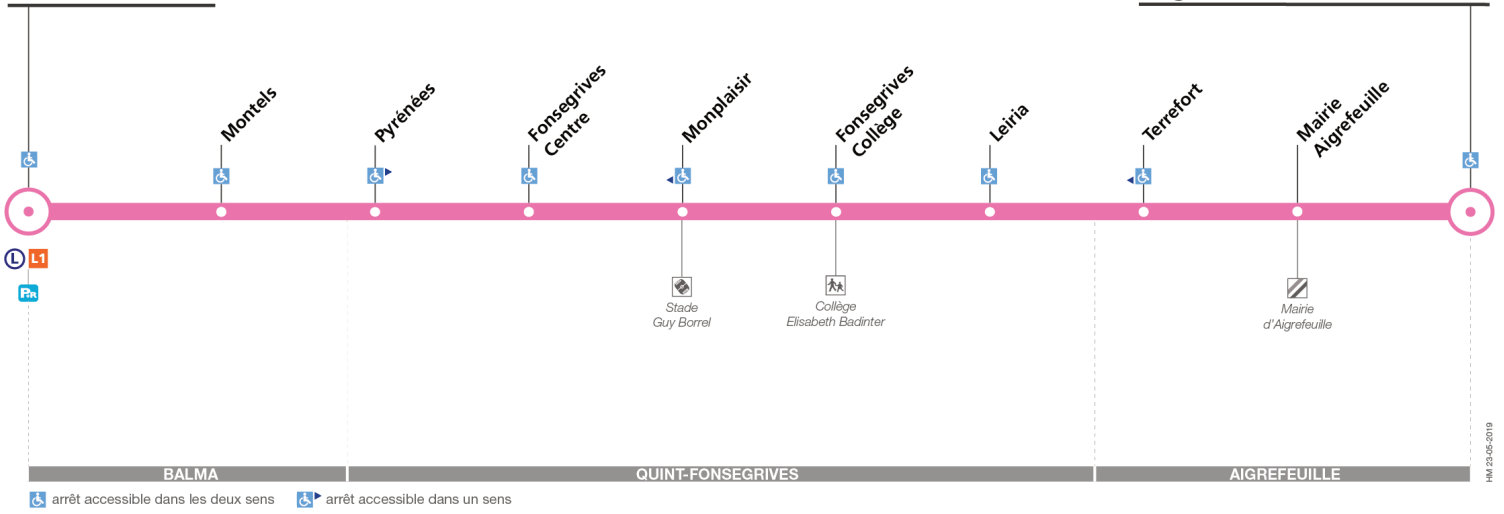 Montels
Pyrénées
Fonsegrives
Centre
Monplaisir
Fonsegrives
Collège
Leiria
Terrefort
Mairie
Aigrefeuille
L L1
P+R
Stade
Guy Borrel
Collège
Elisabeth Badinter
Mairie
d'Aigrefeuille
BALMA
QUINT-FONSEGRIVES
AIGREFEUILLE
arrêt accessible dans les deux sens
arrêt accessible dans un sens
HM 23-05-2019